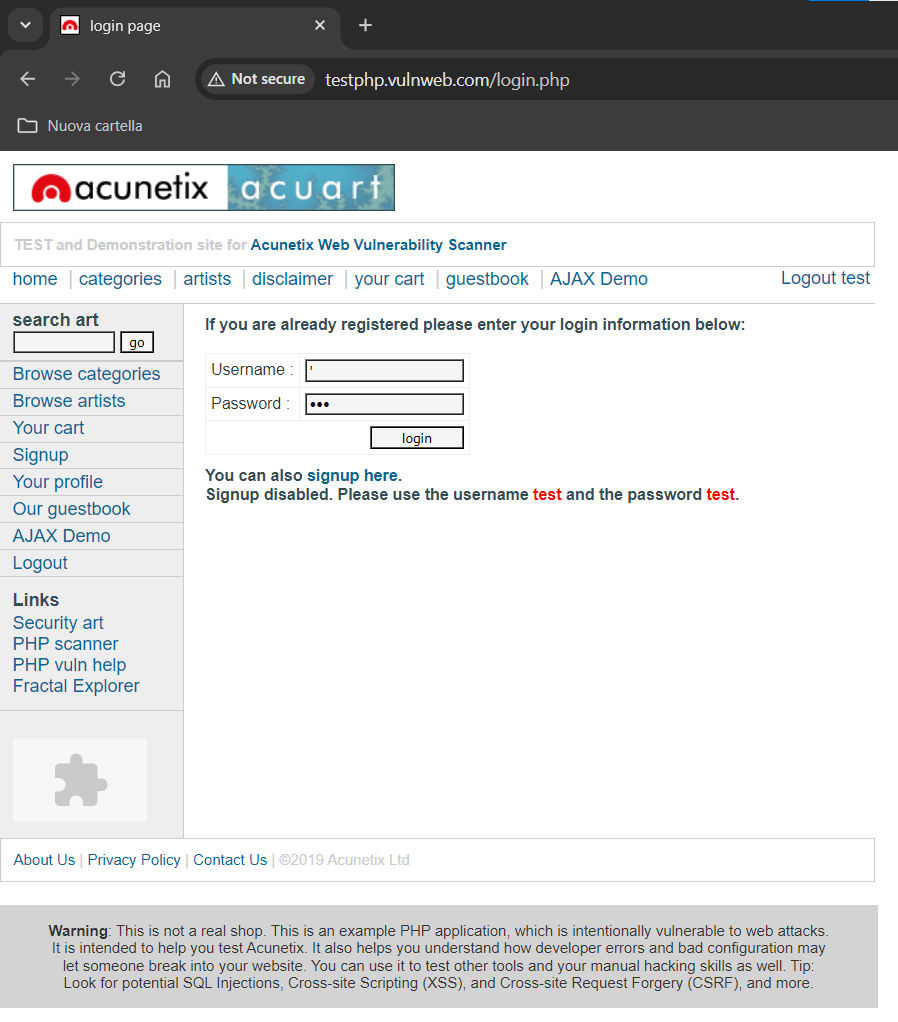 login page
Not secure
testphp.vulnweb.com/login.php
Nuova cartella
acunetix acuart
TEST and Demonstration site for Acunetix Web Vulnerability Scanner
home | categories | artists | disclaimer | your cart | guestbook | AJAX Demo
Logout test
search art
go
Browse categories
Browse artists
Your cart
Signup
Your profile
Our guestbook
AJAX Demo
Logout
Links
Security art
PHP scanner
PHP vuln help
Fractal Explorer
If you are already registered please enter your login information below:
Username : '
Password : •••
login
You can also signup here.
Signup disabled. Please use the username test and the password test.
About Us | Privacy Policy | Contact Us | ©2019 Acunetix Ltd
Warning: This is not a real shop. This is an example PHP application, which is intentionally vulnerable to web attacks.
It is intended to help you test Acunetix. It also helps you understand how developer errors and bad configuration may
let someone break into your website. You can use it to test other tools and your manual hacking skills as well. Tip:
Look for potential SQL Injections, Cross-site Scripting (XSS), and Cross-site Request Forgery (CSRF), and more.